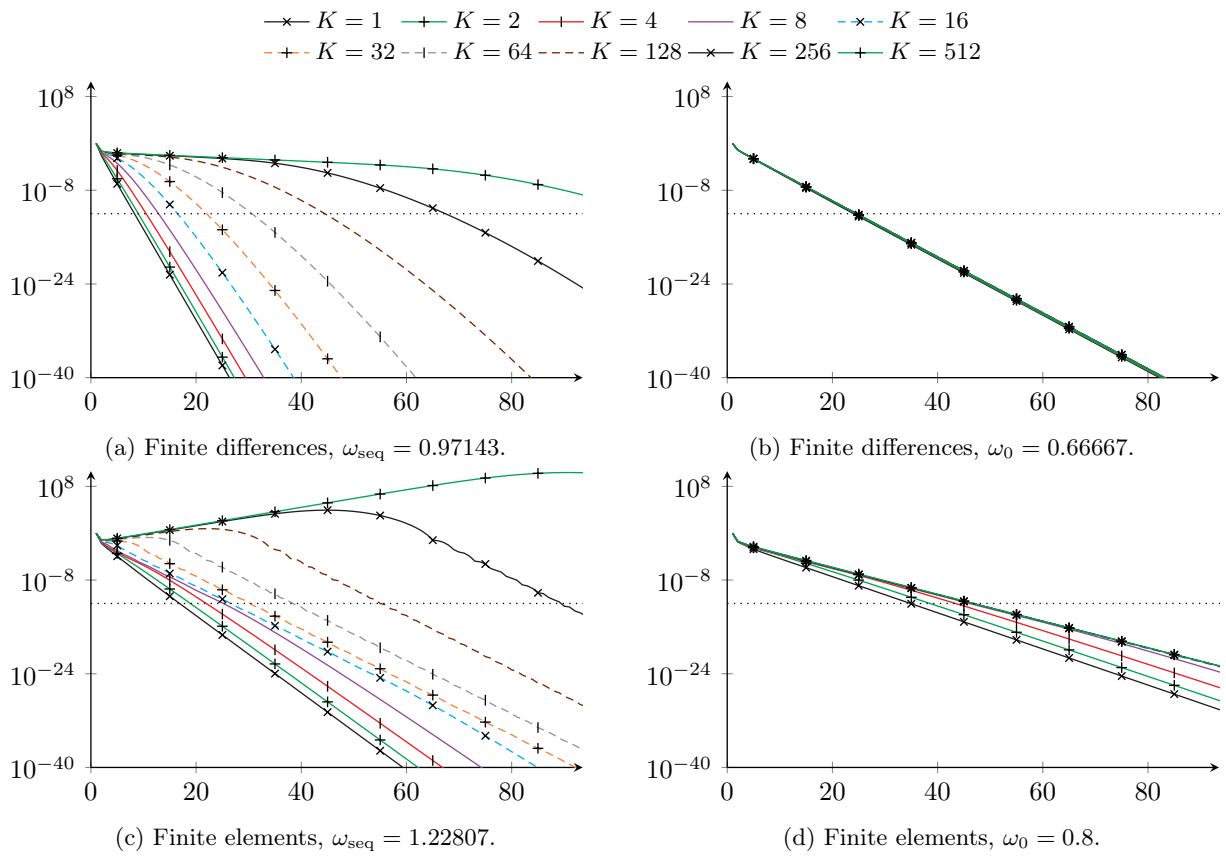 K = 1 K = 2 K = 4 K = 8 K = 16
K = 32 K = 64 K = 128 K = 256 K = 512
10^8
10^−8
10^−24
10^−40
0 20 40 60 80
(a) Finite differences, ω_seq = 0.97143.
10^8
10^−8
10^−24
10^−40
0 20 40 60 80
(b) Finite differences, ω_0 = 0.66667.
10^8
10^−8
10^−24
10^−40
0 20 40 60 80
(c) Finite elements, ω_seq = 1.22807.
10^8
10^−8
10^−24
10^−40
0 20 40 60 80
(d) Finite elements, ω_0 = 0.8.